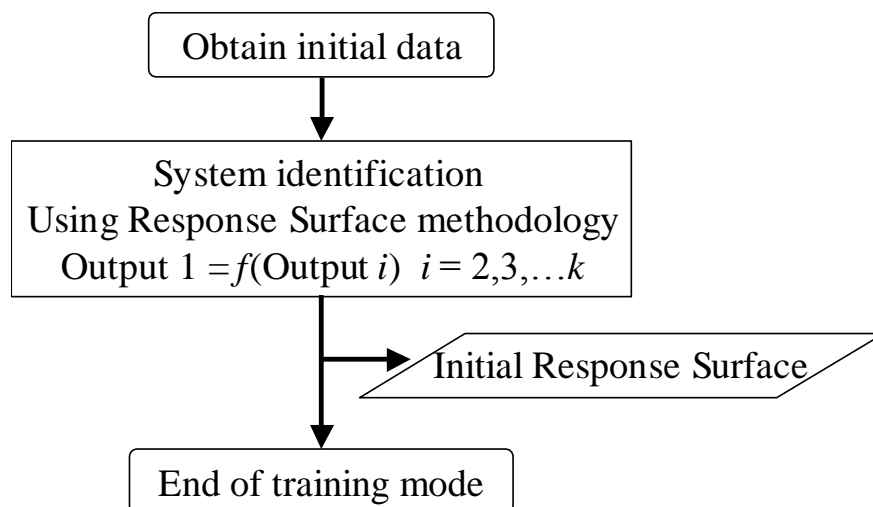 Obtain initial data
System identification
Using Response Surface methodology
Output 1 =f(Output i) i = 2,3,…k
Initial Response Surface
End of training mode